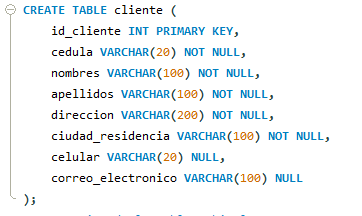 CREATE TABLE cliente (
id_cliente INT PRIMARY KEY,
cedula VARCHAR(20) NOT NULL,
nombres VARCHAR(100) NOT NULL,
apellidos VARCHAR(100) NOT NULL,
direccion VARCHAR(200) NOT NULL,
ciudad_residencia VARCHAR(100) NOT NULL,
celular VARCHAR(20) NULL,
correo_electronico VARCHAR(100) NULL
);